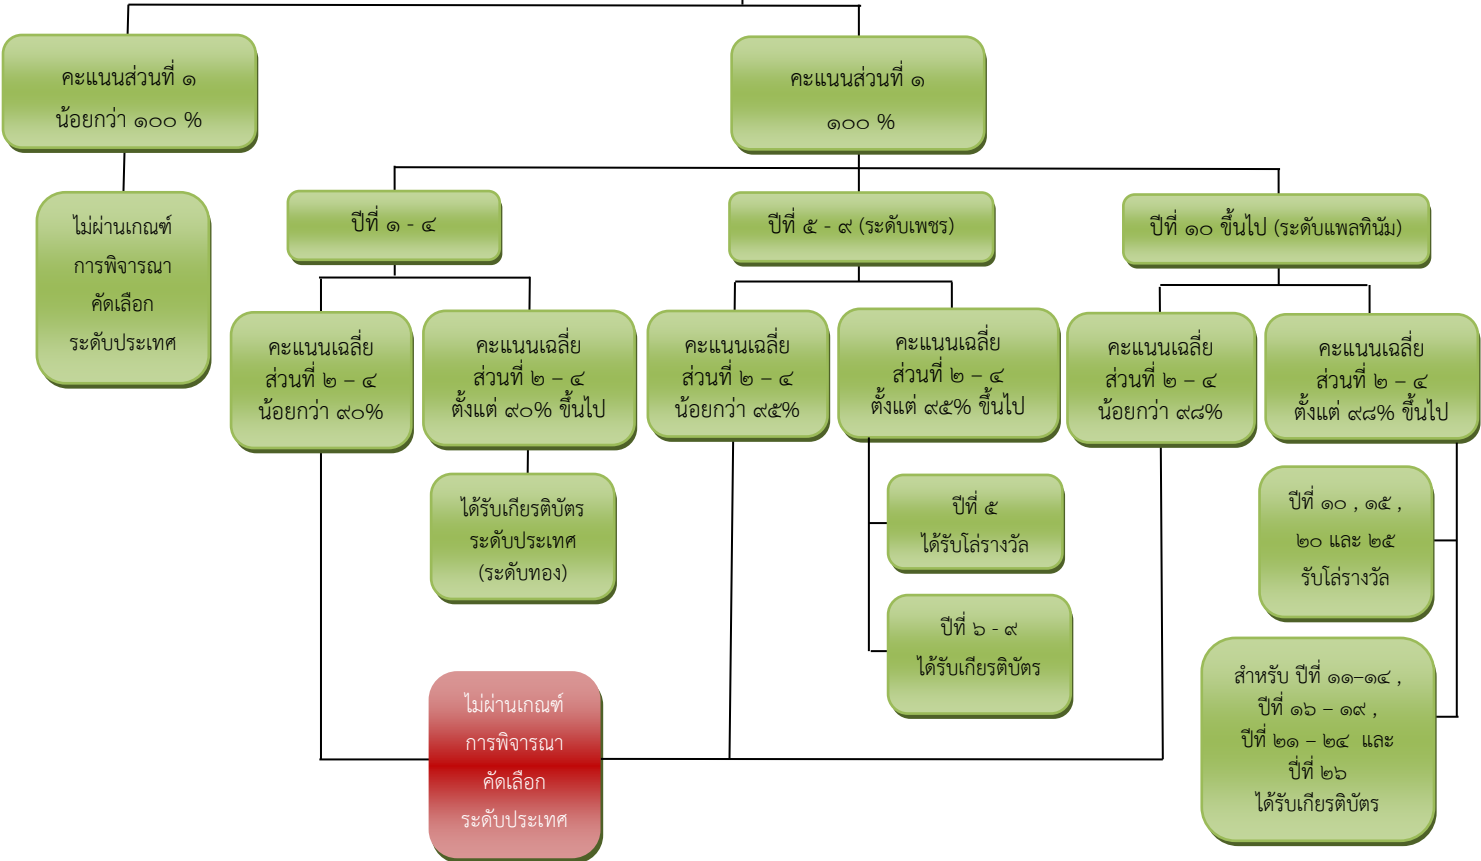 คะแนนส่วนที่ ๑
น้อยกว่า ๑๐๐ %
คะแนนส่วนที่ ๑
๑๐๐ %
ไม่ผ่านเกณฑ์
การพิจารณา
คัดเลือก
ระดับประเทศ
ปีที่ ๑ - ๔
ปีที่ ๕ - ๙ (ระดับเพชร)
ปีที่ ๑๐ ขึ้นไป (ระดับแพลทินัม)
คะแนนเฉลี่ย
ส่วนที่ ๒ – ๔
น้อยกว่า ๙๐%
คะแนนเฉลี่ย
ส่วนที่ ๒ – ๔
ตั้งแต่ ๙๐% ขึ้นไป
คะแนนเฉลี่ย
ส่วนที่ ๒ – ๔
น้อยกว่า ๙๕%
คะแนนเฉลี่ย
ส่วนที่ ๒ – ๔
ตั้งแต่ ๙๕% ขึ้นไป
คะแนนเฉลี่ย
ส่วนที่ ๒ – ๔
น้อยกว่า ๙๘%
คะแนนเฉลี่ย
ส่วนที่ ๒ – ๔
ตั้งแต่ ๙๘% ขึ้นไป
ได้รับเกียรติบัตร
ระดับประเทศ
(ระดับทอง)
ปีที่ ๕
ได้รับโล่รางวัล
ปีที่ ๖ - ๙
ได้รับเกียรติบัตร
ปีที่ ๑๐ , ๑๕ ,
๒๐ และ ๒๕
รับโล่รางวัล
สำหรับ ปีที่ ๑๑–๑๔ ,
ปีที่ ๑๖ – ๑๙ ,
ปีที่ ๒๑ – ๒๔ และ
ปี่ที่ ๒๖
ได้รับเกียรติบัตร
ไม่ผ่านเกณฑ์
การพิจารณา
คัดเลือก
ระดับประเทศ